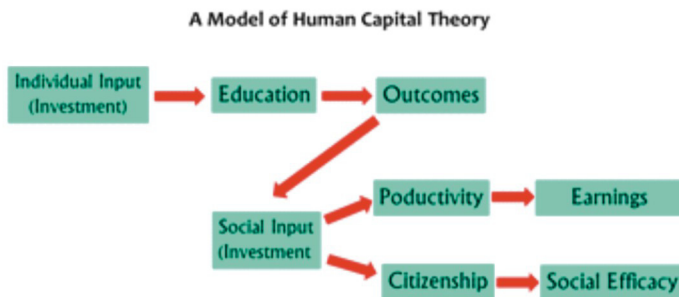 A Model of Human Capital Theory
Individual Input
(Investment)
Education
Outcomes
Social Input
(Investment
Poductivity
Earnings
Citizenship
Social Efficacy